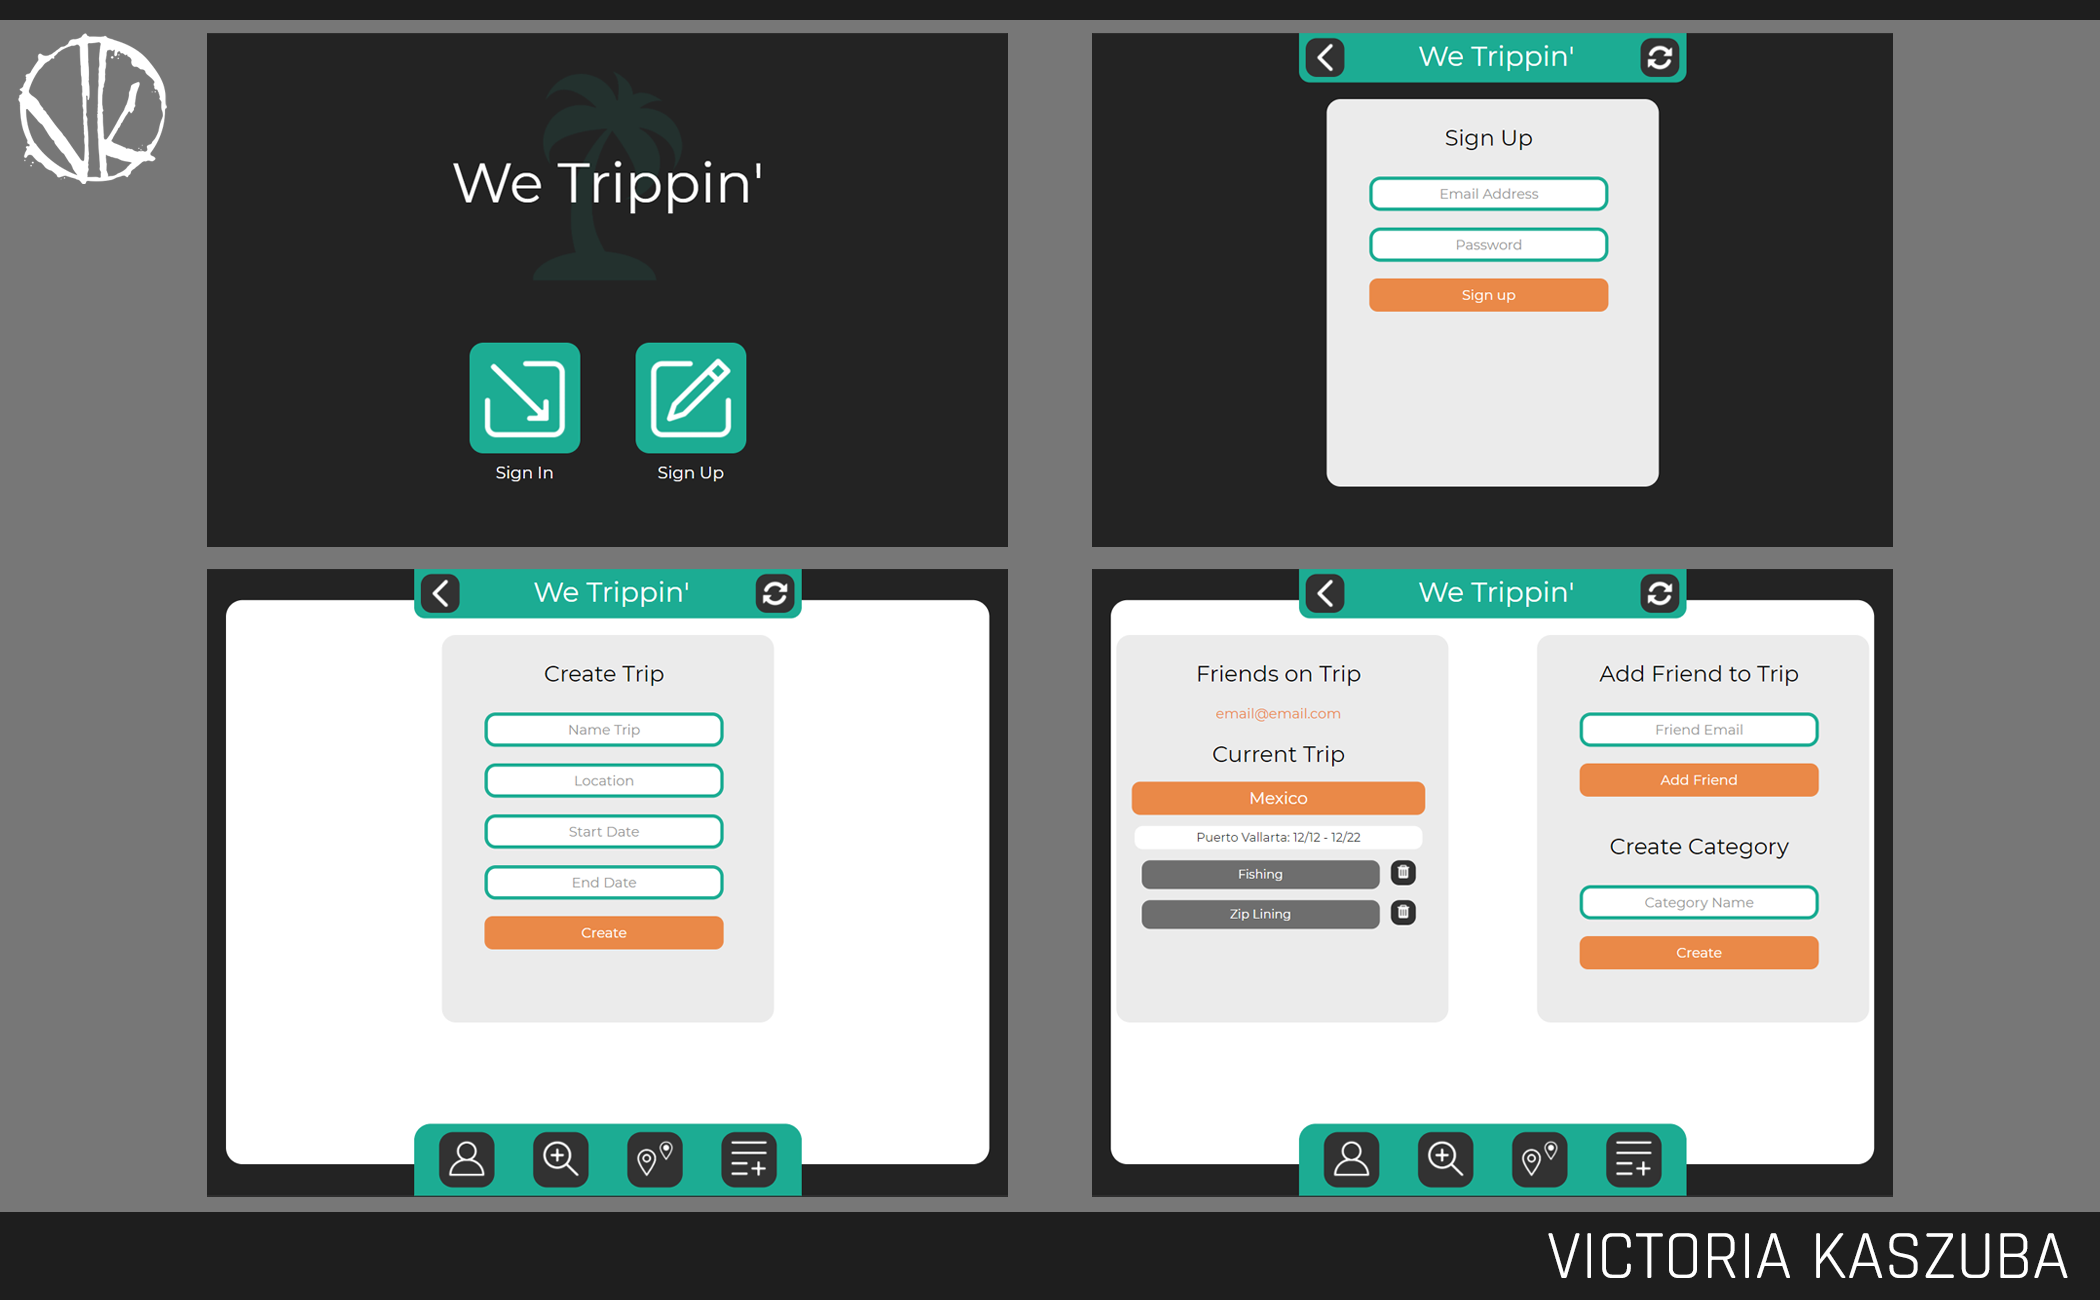 VK
We Trippin'
Sign In
Sign Up
We Trippin'
Sign Up
Email Address
Password
Sign up
We Trippin'
Create Trip
Name Trip
Location
Start Date
End Date
Create
We Trippin'
Friends on Trip
email@email.com
Current Trip
Mexico
Puerto Vallarta: 12/12 - 12/22
Fishing
Zip Lining
Add Friend to Trip
Friend Email
Add Friend
Create Category
Category Name
Create
VICTORIA KASZUBA